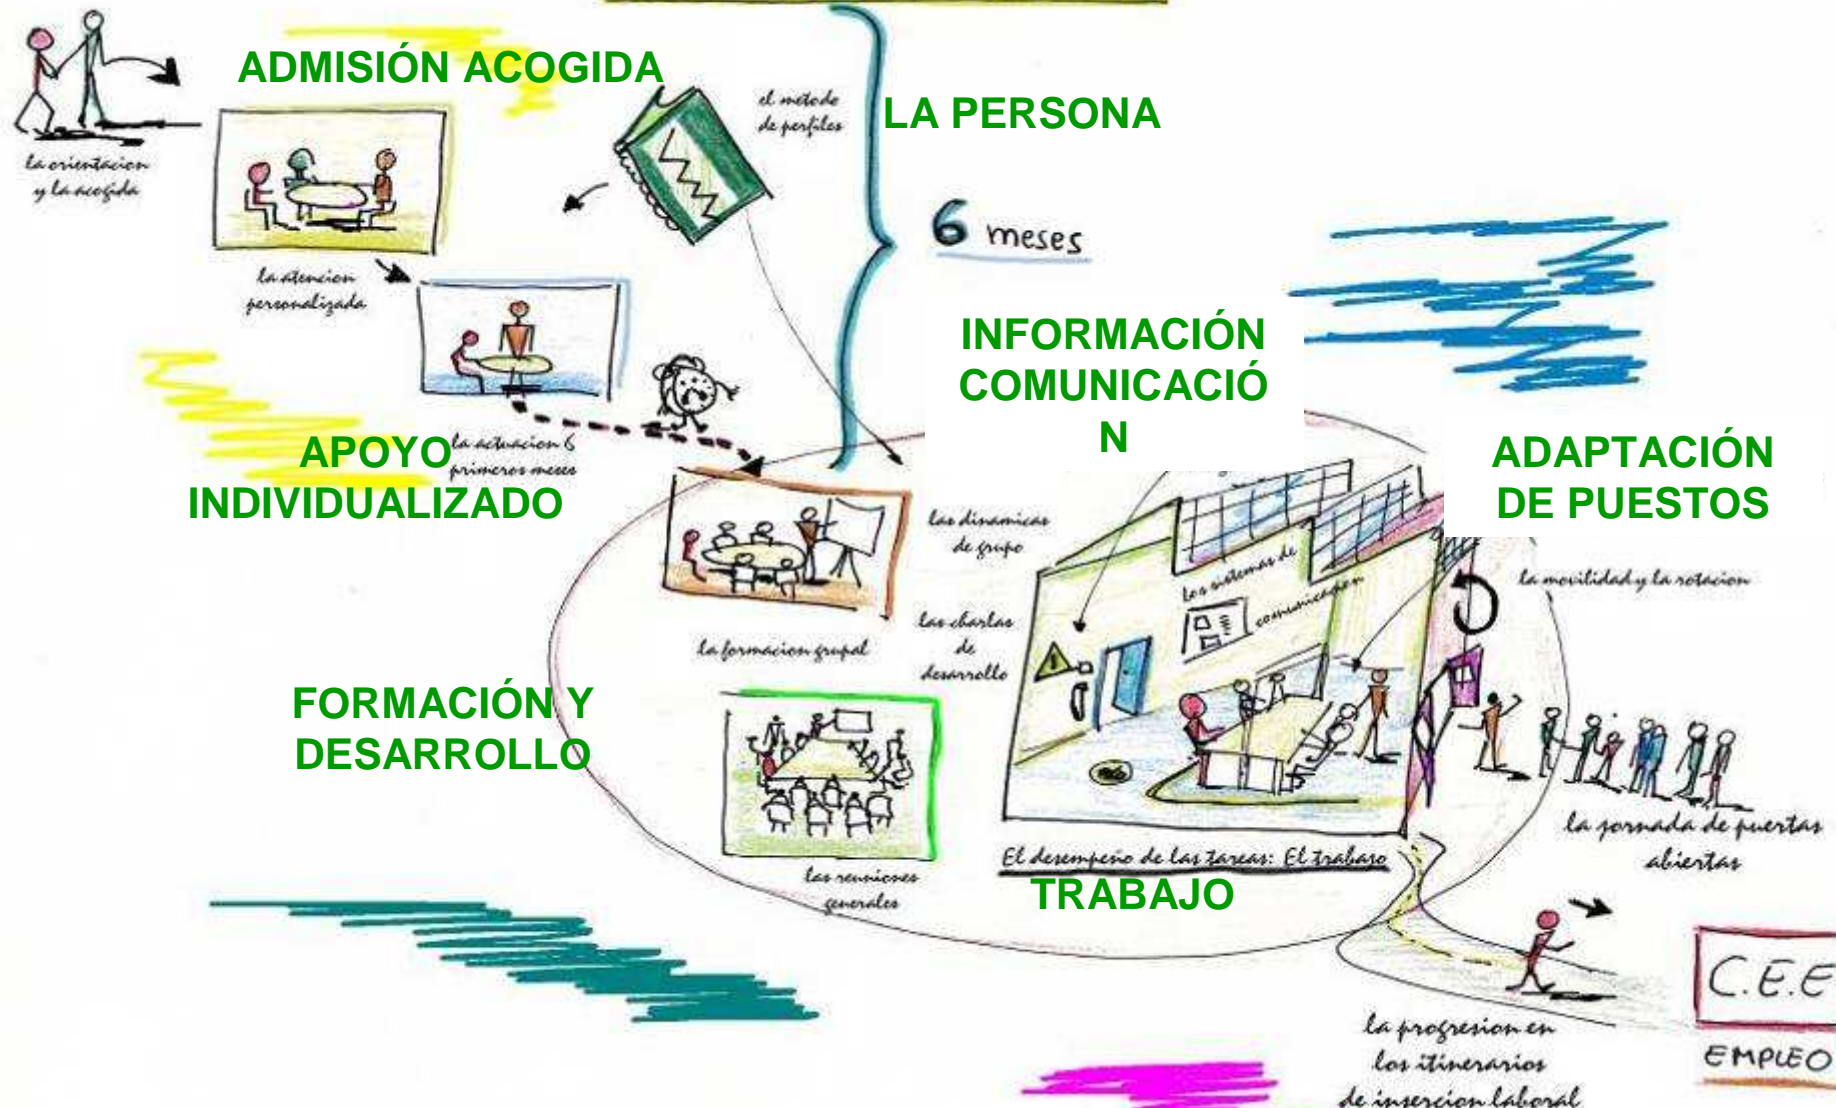 ADMISIÓN ACOGIDA
la orientacion
y la acogida
el metodo
de perfiles
LA PERSONA
6 meses
la atencion
personalizada
INFORMACIÓN
COMUNICACIÓ
N
la actuacion 6
primeros meses
APOYO
INDIVIDUALIZADO
ADAPTACIÓN
DE PUESTOS
las dinamicas
de grupo
los sistemas de
comunicacion
la movilidad y la rotacion
las charlas
de
desarrollo
la formacion grupal
FORMACIÓN Y
DESARROLLO
la jornada de puertas
abiertas
El desempeño de las tareas: El trabajo
TRABAJO
las reuniones
generales
C.E.E
EMPLEO
la progresion en
los itinerarios
de insercion laboral